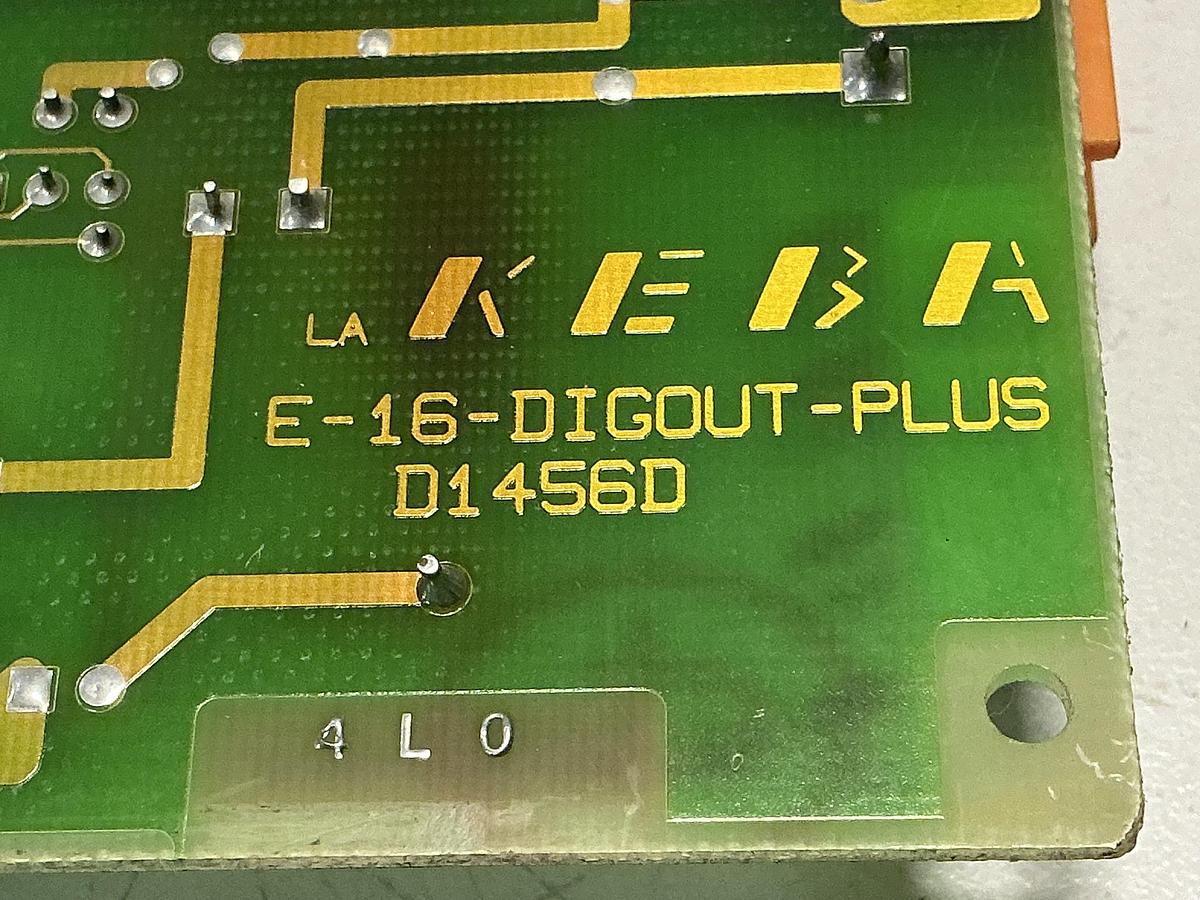 LA KEBA
E-16-DIGOUT-PLUS
D1456D
4 L 0